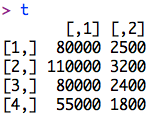 > t
[,1] [,2]
[1,] 80000 2500
[2,] 110000 3200
[3,] 80000 2400
[4,] 55000 1800